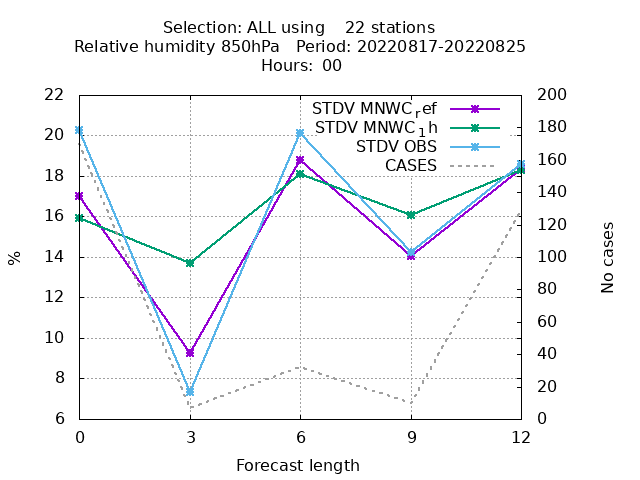 Selection: ALL using    22 stations
Relative humidity 850hPa   Period: 20220817-20220825
Hours: 00
STDV MNWC_ref
STDV MNWC_1h
STDV OBS
CASES
22
20
18
16
14
12
10
8
6
%
200
180
160
140
120
100
80
60
40
20
0
No cases
0 3 6 9 12
Forecast length